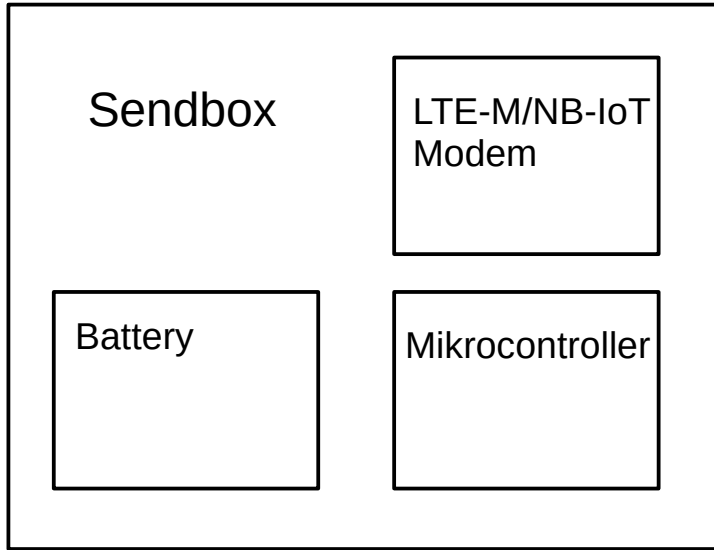 Sendbox
LTE-M/NB-IoT
Modem
Battery
Mikrocontroller